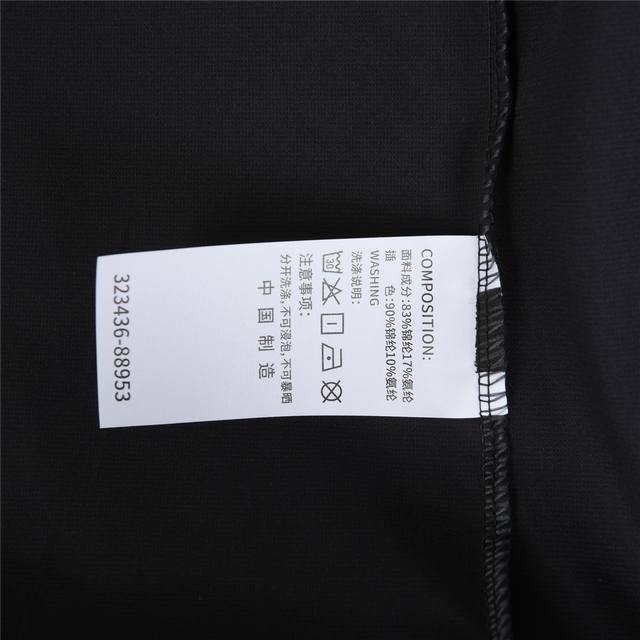 COMPOSITION:
面料成分:83%锦纶17%氨纶
插 色:90%锦纶10%氨纶
WASHING
洗涤说明:
30
注意事项:
分开洗涤,不可浸泡,不可暴晒
中国制造
323436-88953